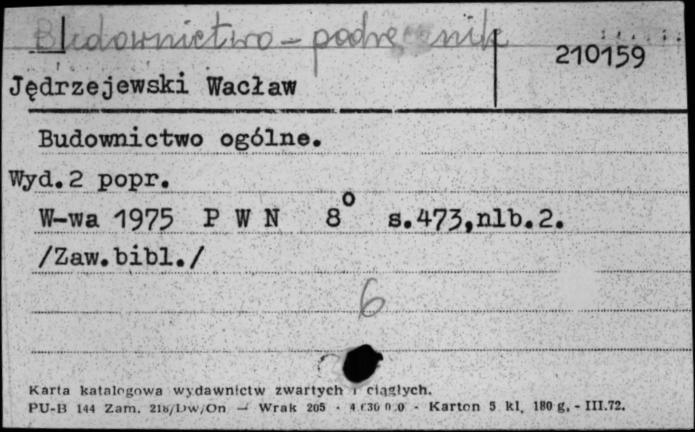 Budownictwo - podręcznik
210159
Jędrzejewski Wacław
Budownictwo ogólne.
Wyd.2 popr.
W-wa 1975 P W N 8° s.473,nlb.2.
/Zaw.bibl./
6
Karta katalogowa wydawnictw zwartych i ciągłych.
PU-B 144 Zam. 218/Dw/On — Wrak 205 - - Karton 5 kl. 180 g. - III.72.